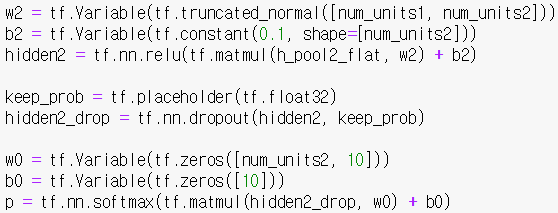 w2 = tf.Variable(tf.truncated_normal([num_units1, num_units2]))
b2 = tf.Variable(tf.constant(0.1, shape=[num_units2]))
hidden2 = tf.nn.relu(tf.matmul(h_pool2_flat, w2) + b2)

keep_prob = tf.placeholder(tf.float32)
hidden2_drop = tf.nn.dropout(hidden2, keep_prob)

w0 = tf.Variable(tf.zeros([num_units2, 10]))
b0 = tf.Variable(tf.zeros([10]))
p = tf.nn.softmax(tf.matmul(hidden2_drop, w0) + b0)